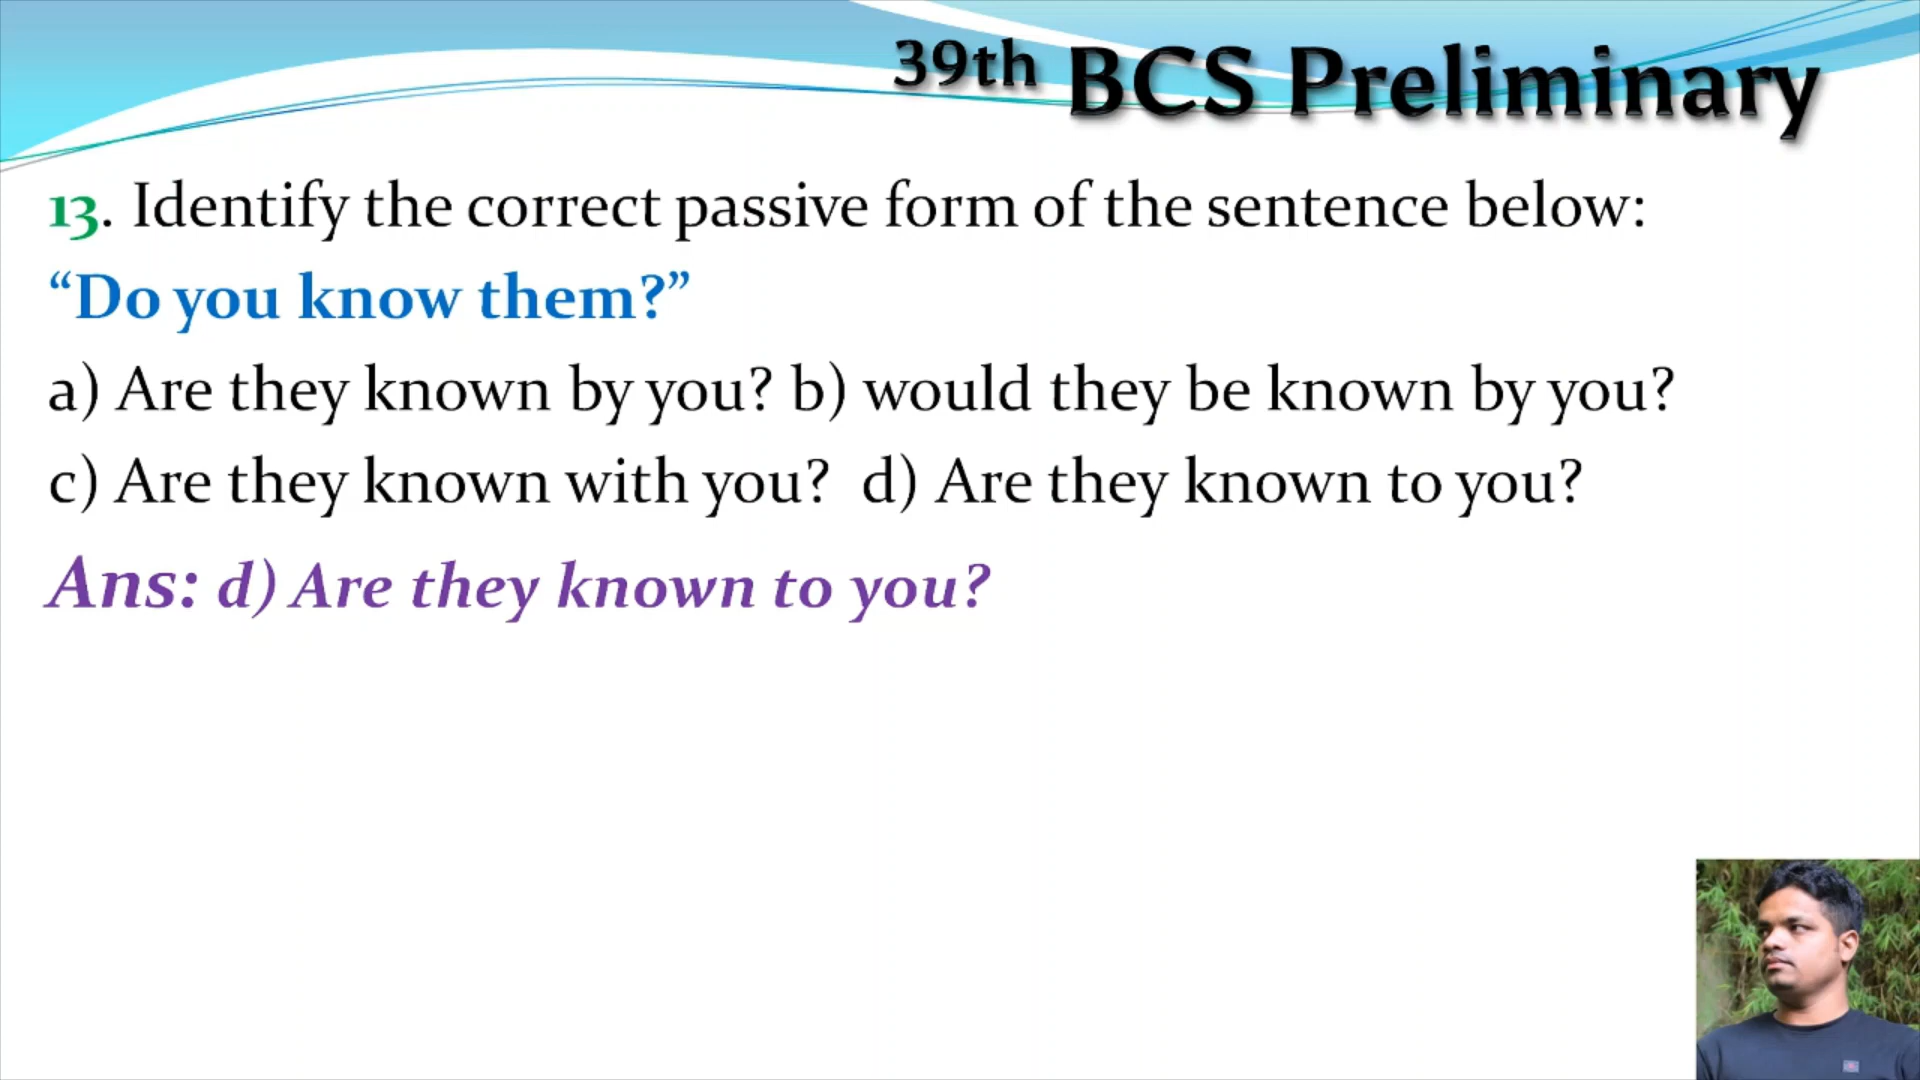 39th BCS Preliminary
13. Identify the correct passive form of the sentence below:
“Do you know them?”
a) Are they known by you? b) would they be known by you?
c) Are they known with you? d) Are they known to you?
Ans: d) Are they known to you?